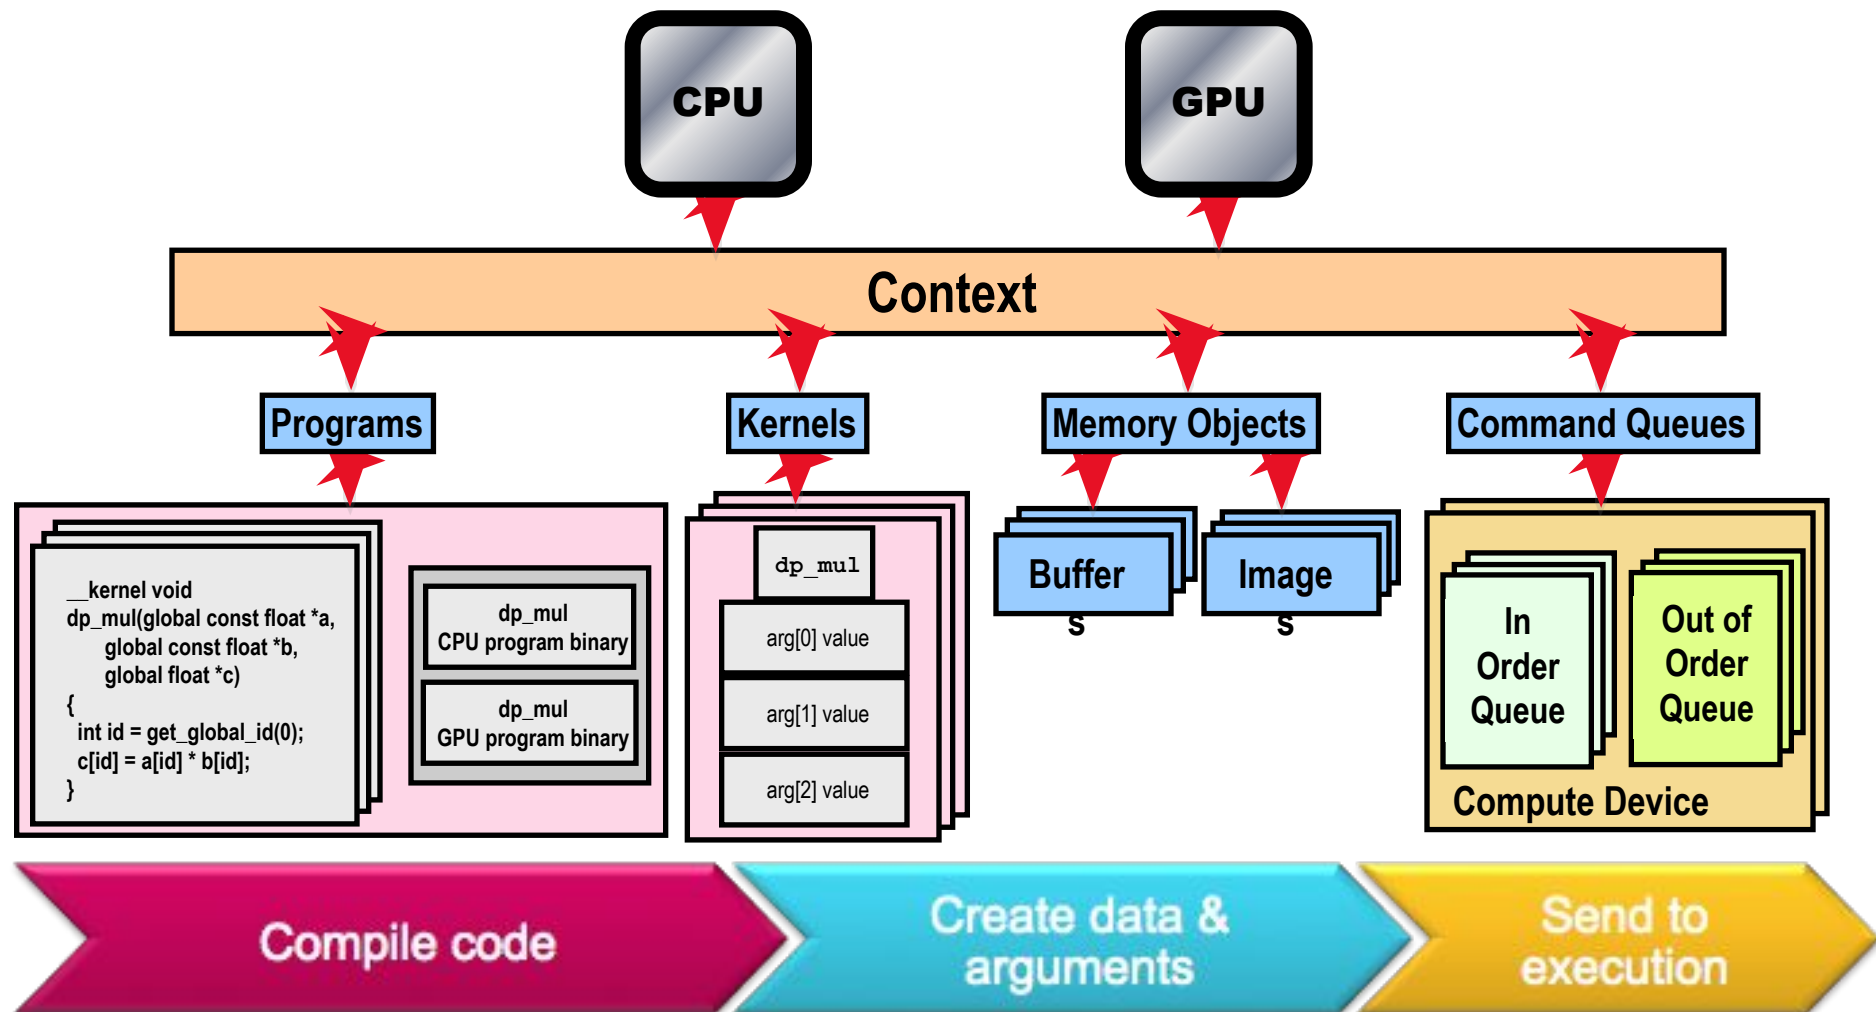 CPU
GPU
Context
Programs
Kernels
Memory Objects
Command Queues
__kernel void
dp_mul(global const float *a,
global const float *b,
global float *c)
{
int id = get_global_id(0);
c[id] = a[id] * b[id];
}
dp_mul
CPU program binary
dp_mul
GPU program binary
dp_mul
arg[0] value
arg[1] value
arg[2] value
Buffer
s
Image
s
In
Order
Queue
Out of
Order
Queue
Compute Device
Compile code
Create data &
arguments
Send to
execution